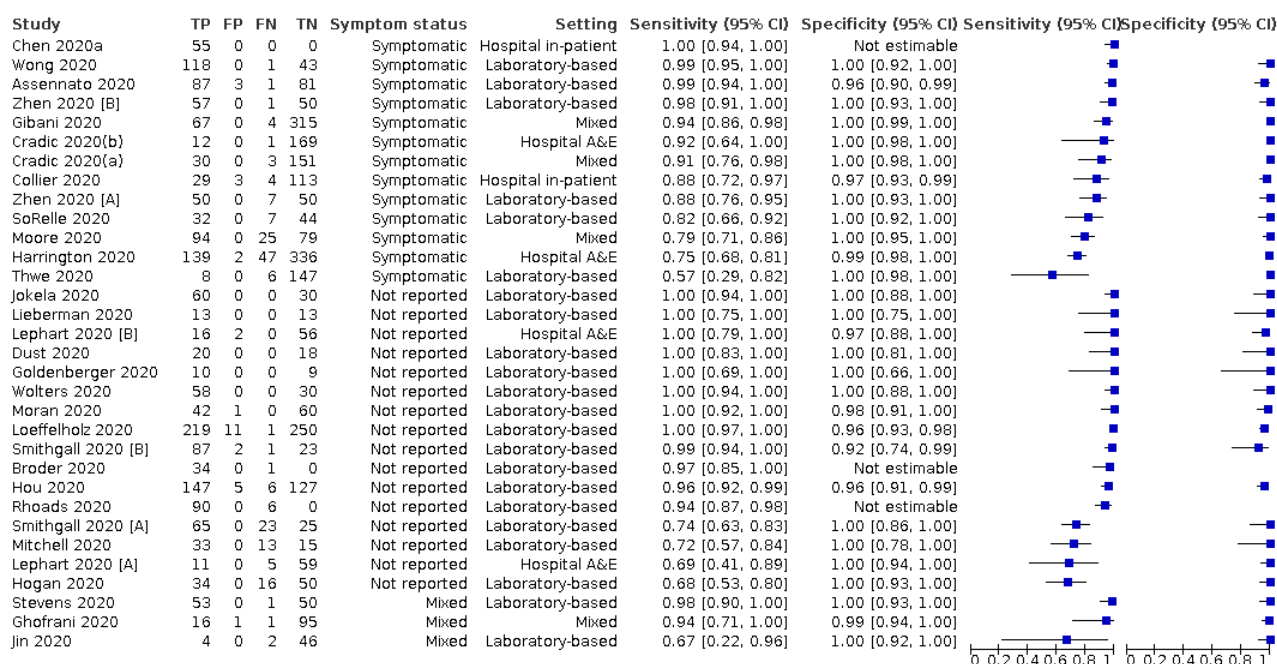 Study TP FP FN TN Symptom status Setting Sensitivity (95% CI) Specificity (95% CI) Sensitivity (95% CI) Specificity (95% CI)
Chen 2020a 55 0 0 0 Symptomatic Hospital in-patient 1.00 [0.94, 1.00] Not estimable
Wong 2020 118 0 1 43 Symptomatic Laboratory-based 0.99 [0.95, 1.00] 1.00 [0.92, 1.00]
Assennato 2020 87 3 1 81 Symptomatic Laboratory-based 0.99 [0.94, 1.00] 0.96 [0.90, 0.99]
Zhen 2020 [B] 57 0 1 50 Symptomatic Laboratory-based 0.98 [0.91, 1.00] 1.00 [0.93, 1.00]
Gibani 2020 67 0 4 315 Symptomatic Mixed 0.94 [0.86, 0.98] 1.00 [0.99, 1.00]
Cradic 2020(b) 12 0 1 169 Symptomatic Hospital A&E 0.92 [0.64, 1.00] 1.00 [0.98, 1.00]
Cradic 2020(a) 30 0 3 151 Symptomatic Mixed 0.91 [0.76, 0.98] 1.00 [0.98, 1.00]
Collier 2020 29 3 4 113 Symptomatic Hospital in-patient 0.88 [0.72, 0.97] 0.97 [0.93, 0.99]
Zhen 2020 [A] 50 0 7 50 Symptomatic Laboratory-based 0.88 [0.76, 0.95] 1.00 [0.93, 1.00]
SoRelle 2020 32 0 7 44 Symptomatic Laboratory-based 0.82 [0.66, 0.92] 1.00 [0.92, 1.00]
Moore 2020 94 0 25 79 Symptomatic Mixed 0.79 [0.71, 0.86] 1.00 [0.95, 1.00]
Harrington 2020 139 2 47 336 Symptomatic Hospital A&E 0.75 [0.68, 0.81] 0.99 [0.98, 1.00]
Thwe 2020 8 0 6 147 Symptomatic Laboratory-based 0.57 [0.29, 0.82] 1.00 [0.98, 1.00]
Jokela 2020 60 0 0 30 Not reported Laboratory-based 1.00 [0.94, 1.00] 1.00 [0.88, 1.00]
Lieberman 2020 13 0 0 13 Not reported Laboratory-based 1.00 [0.75, 1.00] 1.00 [0.75, 1.00]
Lephart 2020 [B] 16 2 0 56 Not reported Hospital A&E 1.00 [0.79, 1.00] 0.97 [0.88, 1.00]
Dust 2020 20 0 0 18 Not reported Laboratory-based 1.00 [0.83, 1.00] 1.00 [0.81, 1.00]
Goldenberger 2020 10 0 0 9 Not reported Laboratory-based 1.00 [0.69, 1.00] 1.00 [0.66, 1.00]
Wolters 2020 58 0 0 30 Not reported Laboratory-based 1.00 [0.94, 1.00] 1.00 [0.88, 1.00]
Moran 2020 42 1 0 60 Not reported Laboratory-based 1.00 [0.92, 1.00] 0.98 [0.91, 1.00]
Loeffelholz 2020 219 11 1 250 Not reported Laboratory-based 1.00 [0.97, 1.00] 0.96 [0.93, 0.98]
Smithgall 2020 [B] 87 2 1 23 Not reported Laboratory-based 0.99 [0.94, 1.00] 0.92 [0.74, 0.99]
Broder 2020 34 0 1 0 Not reported Laboratory-based 0.97 [0.85, 1.00] Not estimable
Hou 2020 147 5 6 127 Not reported Laboratory-based 0.96 [0.92, 0.99] 0.96 [0.91, 0.99]
Rhoads 2020 90 0 6 0 Not reported Laboratory-based 0.94 [0.87, 0.98] Not estimable
Smithgall 2020 [A] 65 0 23 25 Not reported Laboratory-based 0.74 [0.63, 0.83] 1.00 [0.86, 1.00]
Mitchell 2020 33 0 13 15 Not reported Laboratory-based 0.72 [0.57, 0.84] 1.00 [0.78, 1.00]
Lephart 2020 [A] 11 0 5 59 Not reported Hospital A&E 0.69 [0.41, 0.89] 1.00 [0.94, 1.00]
Hogan 2020 34 0 16 50 Not reported Laboratory-based 0.68 [0.53, 0.80] 1.00 [0.93, 1.00]
Stevens 2020 53 0 1 50 Mixed Laboratory-based 0.98 [0.90, 1.00] 1.00 [0.93, 1.00]
Ghofrani 2020 16 1 1 95 Mixed Mixed 0.94 [0.71, 1.00] 0.99 [0.94, 1.00]
Jin 2020 4 0 2 46 Mixed Laboratory-based 0.67 [0.22, 0.96] 1.00 [0.92, 1.00]
0 0.2 0.4 0.6 0.8 1 0 0.2 0.4 0.6 0.8 1